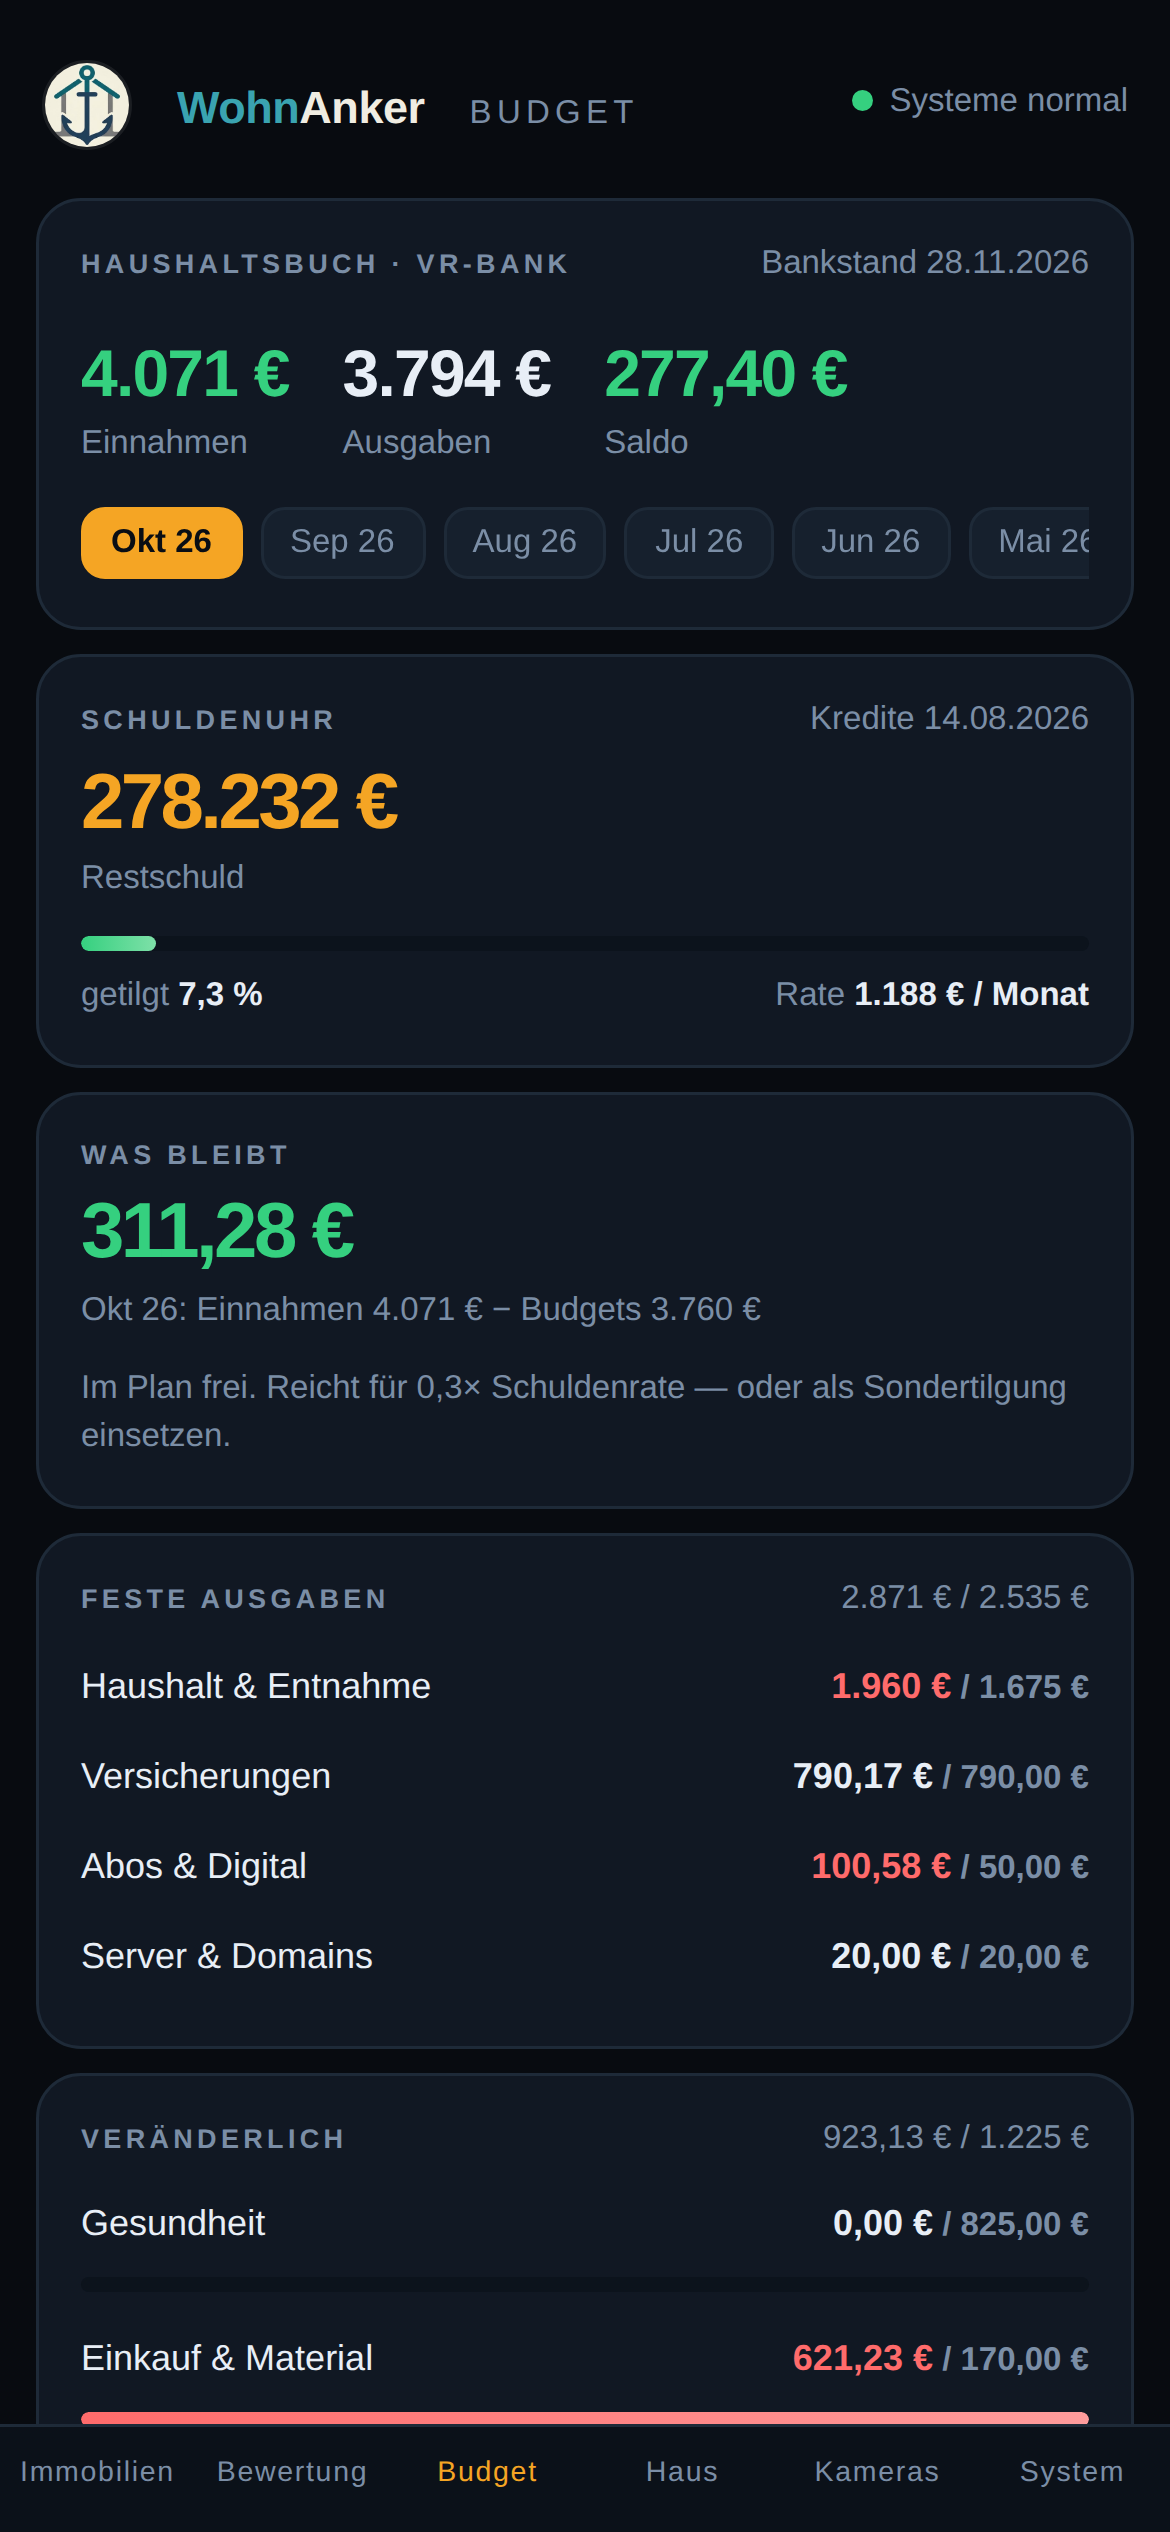 WohnAnker BUDGET Systeme normal
HAUSHALTSBUCH · VR-BANK Bankstand 28.11.2026
4.071 € 3.794 € 277,40 €
Einnahmen Ausgaben Saldo
Okt 26 Sep 26 Aug 26 Jul 26 Jun 26 Mai 26
SCHULDENUHR Kredite 14.08.2026
278.232 €
Restschuld
getilgt 7,3 % Rate 1.188 € / Monat
WAS BLEIBT
311,28 €
Okt 26: Einnahmen 4.071 € − Budgets 3.760 €
Im Plan frei. Reicht für 0,3× Schuldenrate — oder als Sondertilgung
einsetzen.
FESTE AUSGABEN 2.871 € / 2.535 €
Haushalt & Entnahme 1.960 € / 1.675 €
Versicherungen 790,17 € / 790,00 €
Abos & Digital 100,58 € / 50,00 €
Server & Domains 20,00 € / 20,00 €
VERÄNDERLICH 923,13 € / 1.225 €
Gesundheit 0,00 € / 825,00 €
Einkauf & Material 621,23 € / 170,00 €
Immobilien Bewertung Budget Haus Kameras System